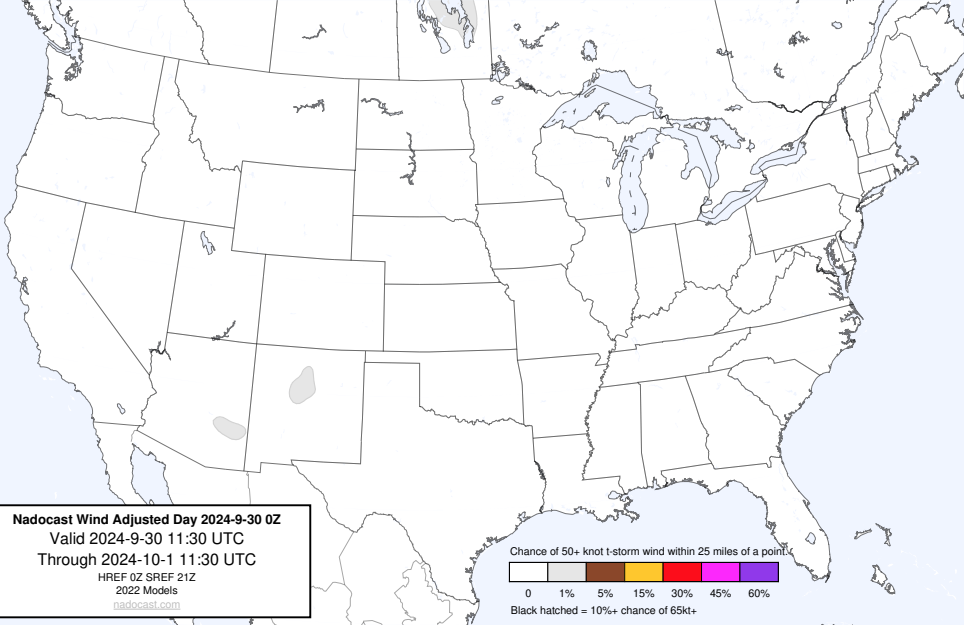 Nadocast Wind Adjusted Day 2024-9-30 0Z
Valid 2024-9-30 11:30 UTC
Through 2024-10-1 11:30 UTC
HREF 0Z SREF 21Z
2022 Models
nadocast.com
Chance of 50+ knot t-storm wind within 25 miles of a point.
0 1% 5% 15% 30% 45% 60%
Black hatched = 10%+ chance of 65kt+